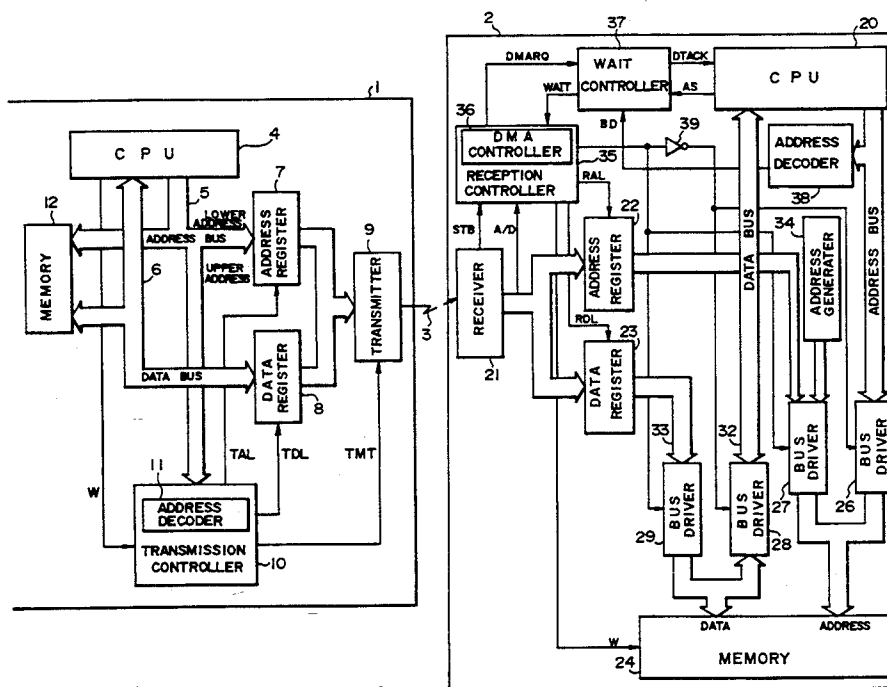 1
CPU
4
5
12
MEMORY
6
LOWER
ADDRESS
ADDRESS BUS
UPPER
ADDRESS
7
ADDRESS
REGISTER
9
TRANSMITTER
3
DATA BUS
DATA
REGISTER
8
TAL
TDL
TMT
W
11
ADDRESS
DECODER
TRANSMISSION
CONTROLLER
10
2
37
20
DMARQ
WAIT
CONTROLLER
DTACK
AS
CPU
WAIT
BD
36
DMA
CONTROLLER
RECEPTION
CONTROLLER
35
39
ADDRESS
DECODER
38
RAL
STB
A/D
22
ADDRESS
REGISTER
34
ADDRESS
GENERATER
DATA BUS
ADDRESS BUS
RECEIVER
21
RDL
23
DATA
REGISTER
33
32
BUS
DRIVER
29
BUS
DRIVER
28
BUS
DRIVER
27
BUS
DRIVER
26
DATA
ADDRESS
W
24
MEMORY